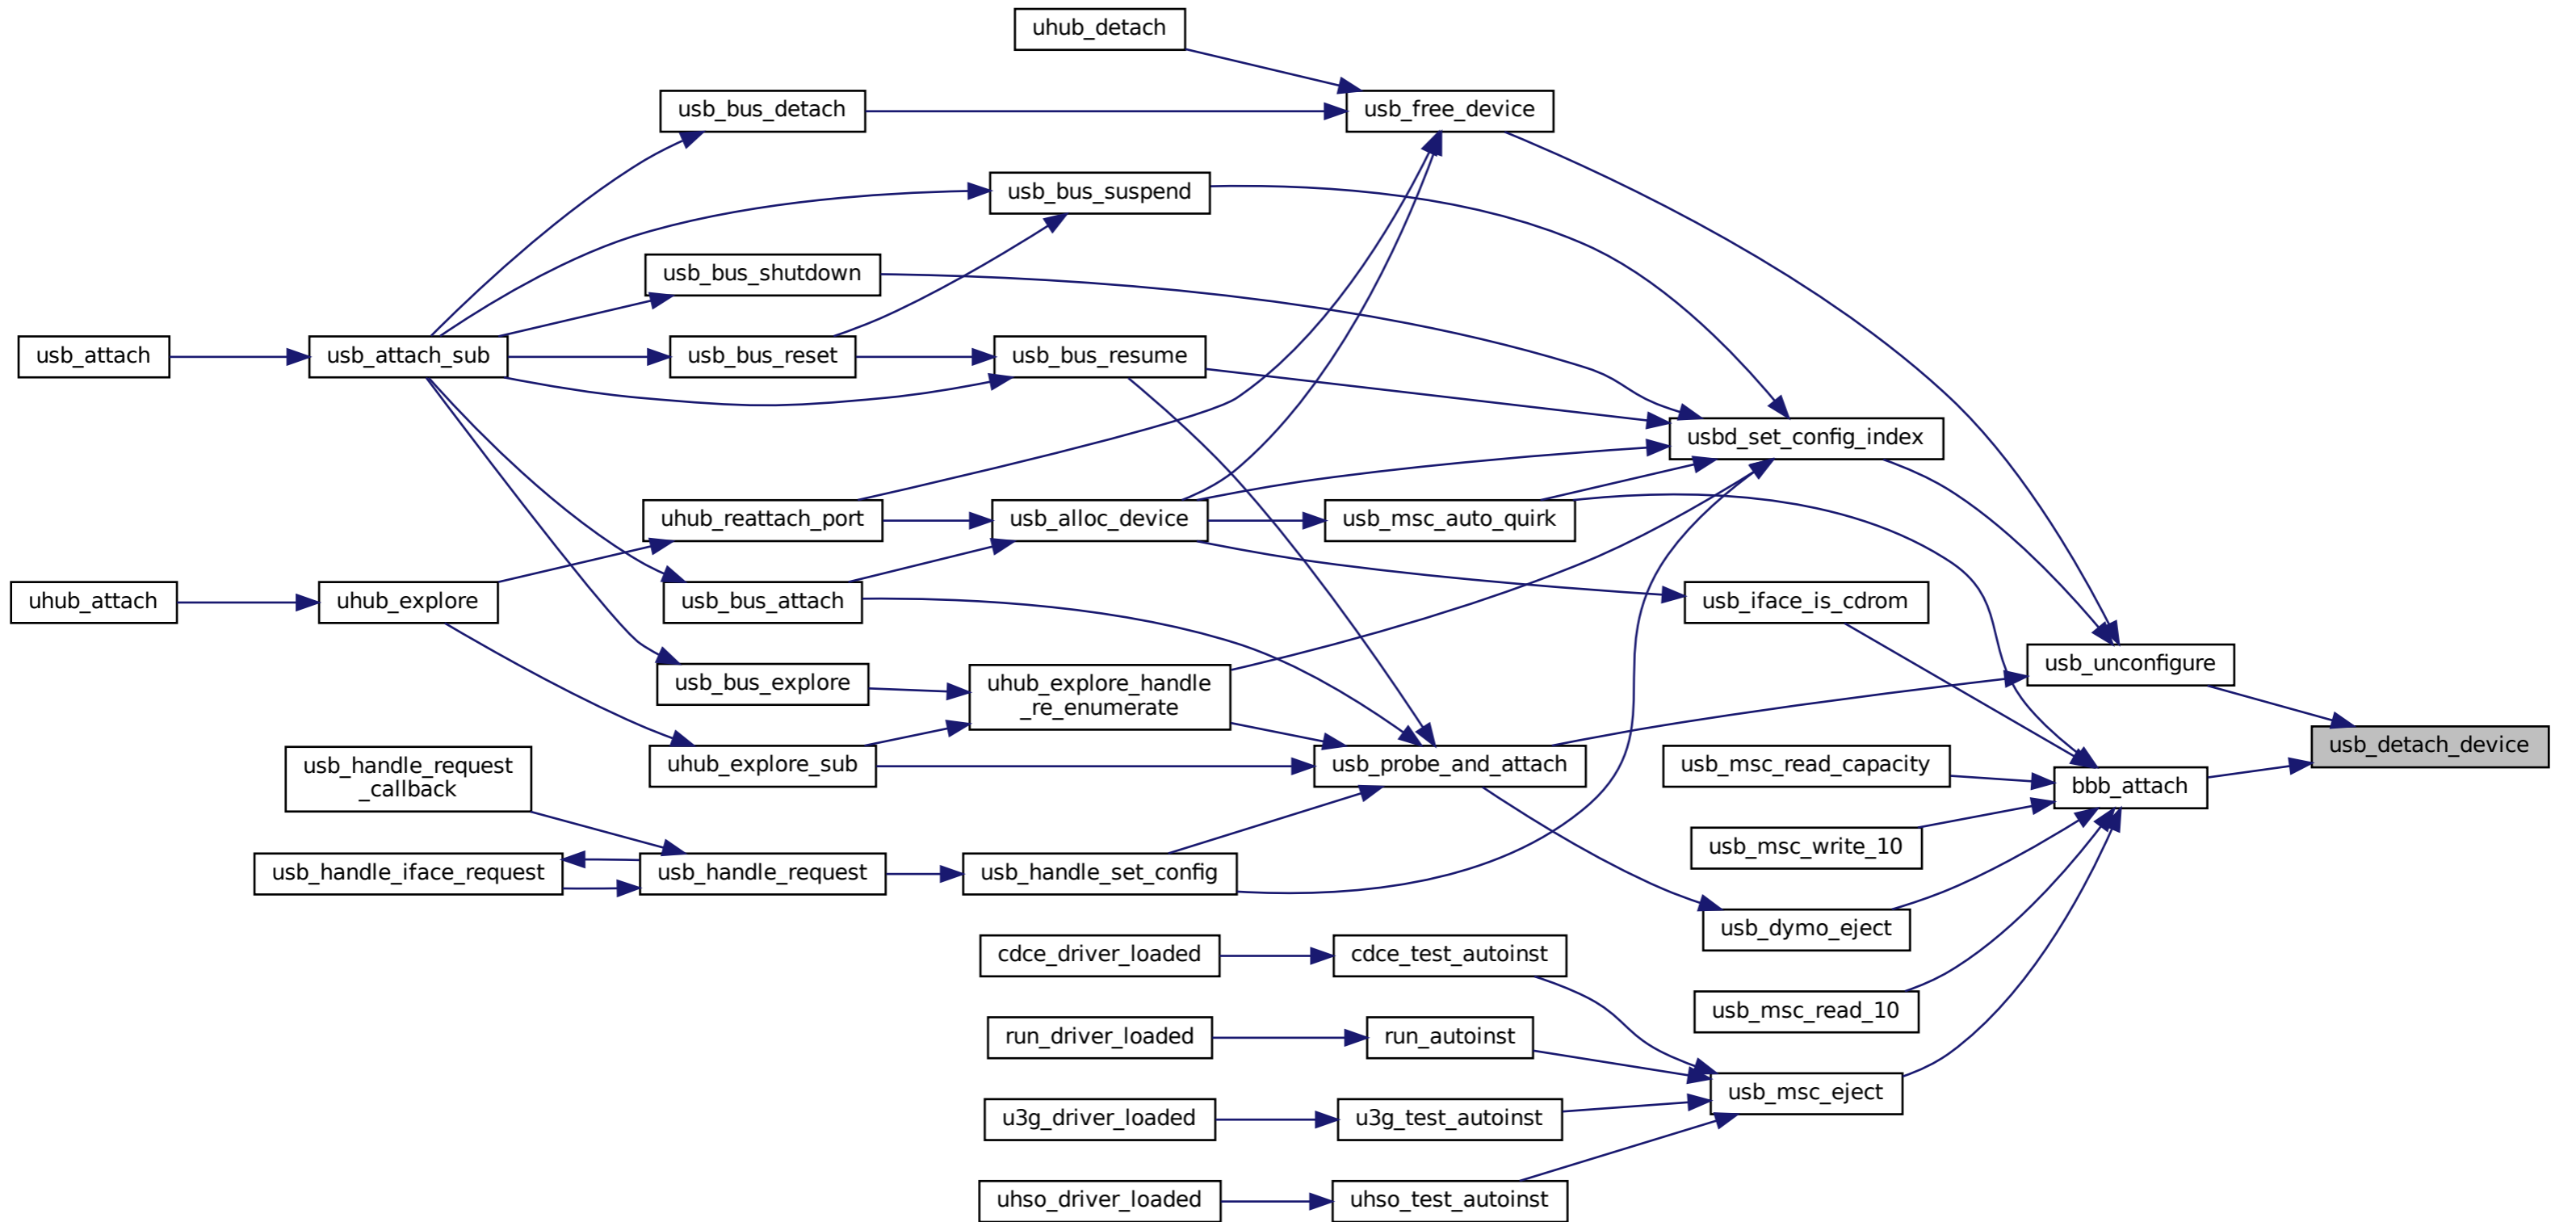 uhub_detach
usb_bus_detach
usb_free_device
usb_bus_suspend
usb_bus_shutdown
usb_attach
usb_attach_sub
usb_bus_reset
usb_bus_resume
usbd_set_config_index
uhub_reattach_port
usb_alloc_device
usb_msc_auto_quirk
uhub_attach
uhub_explore
usb_bus_attach
usb_iface_is_cdrom
usb_bus_explore
uhub_explore_handle
_re_enumerate
usb_unconfigure
usb_handle_request
_callback
uhub_explore_sub
usb_probe_and_attach
usb_msc_read_capacity
usb_detach_device
bbb_attach
usb_msc_write_10
usb_handle_iface_request
usb_handle_request
usb_handle_set_config
usb_dymo_eject
cdce_driver_loaded
cdce_test_autoinst
usb_msc_read_10
run_driver_loaded
run_autoinst
usb_msc_eject
u3g_driver_loaded
u3g_test_autoinst
uhso_driver_loaded
uhso_test_autoinst